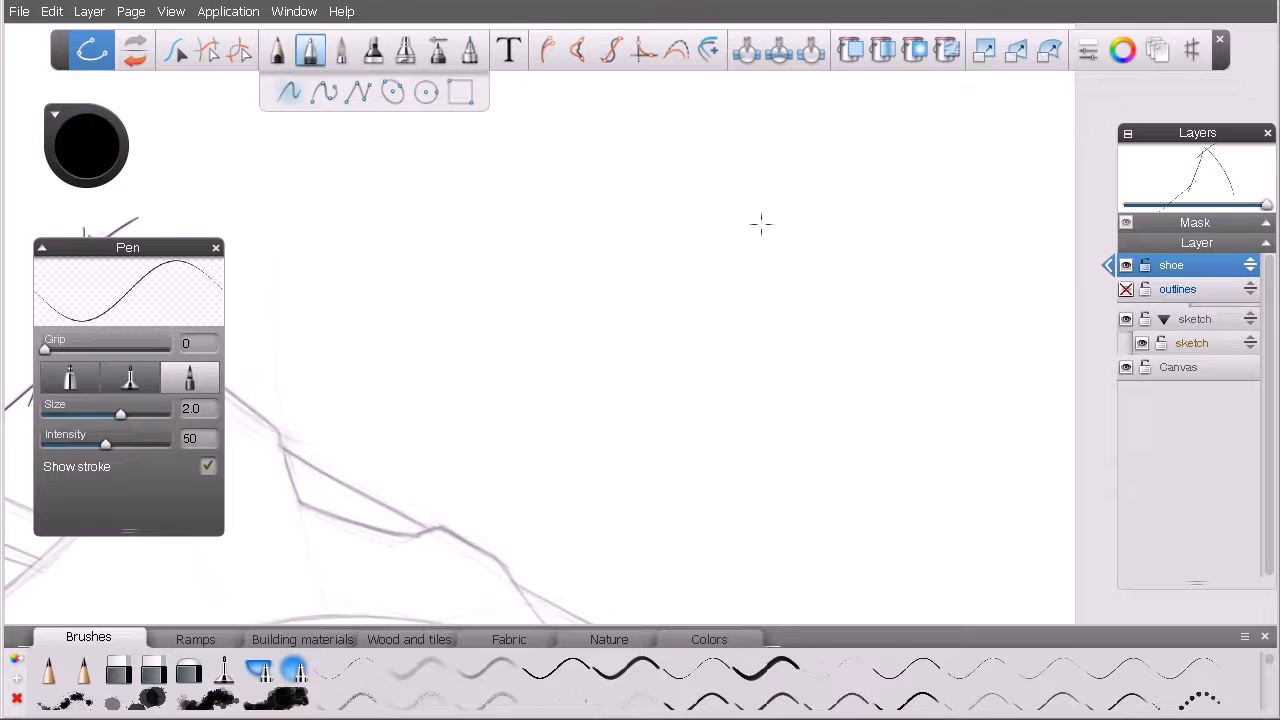 File Edit Layer Page View Application Window Help
T
Layers
Mask
Layer
shoe
outlines
sketch
sketch
Canvas
Pen
Grip 0
Size 2.0
Intensity 50
Show stroke
Brushes Ramps Building materials Wood and tiles Fabric Nature Colors